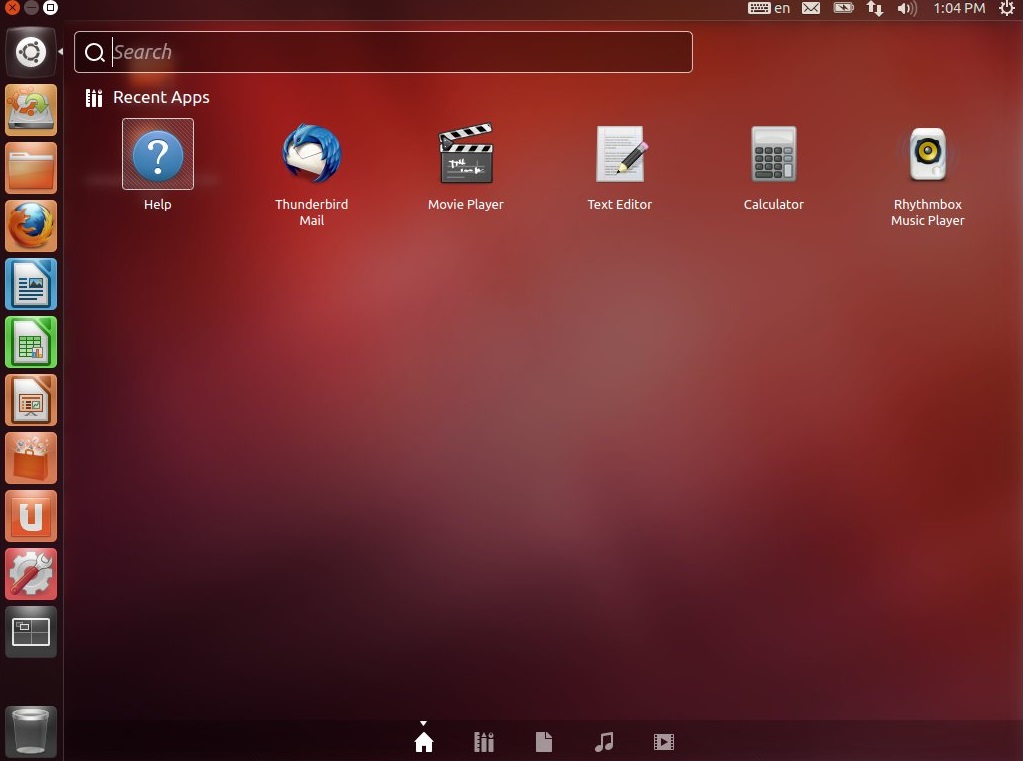 en
1:04 PM
Search
Recent Apps
Help
Thunderbird
Mail
Movie Player
Text Editor
Calculator
Rhythmbox
Music Player